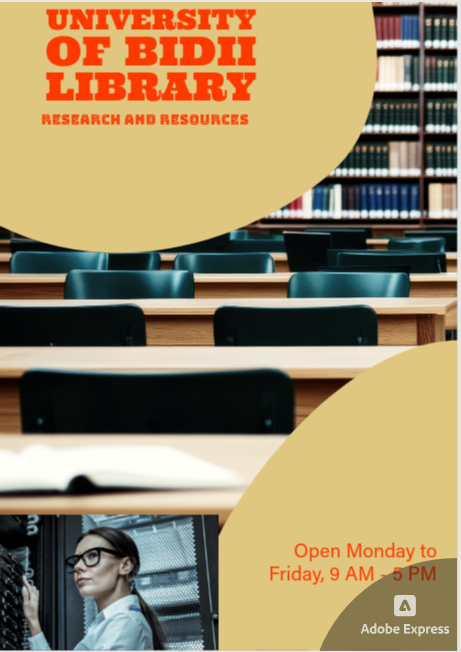 UNIVERSITY
OF BIDII
LIBRARY
RESEARCH AND RESOURCES
Open Monday to
Friday, 9 AM - 5 PM
Adobe Express